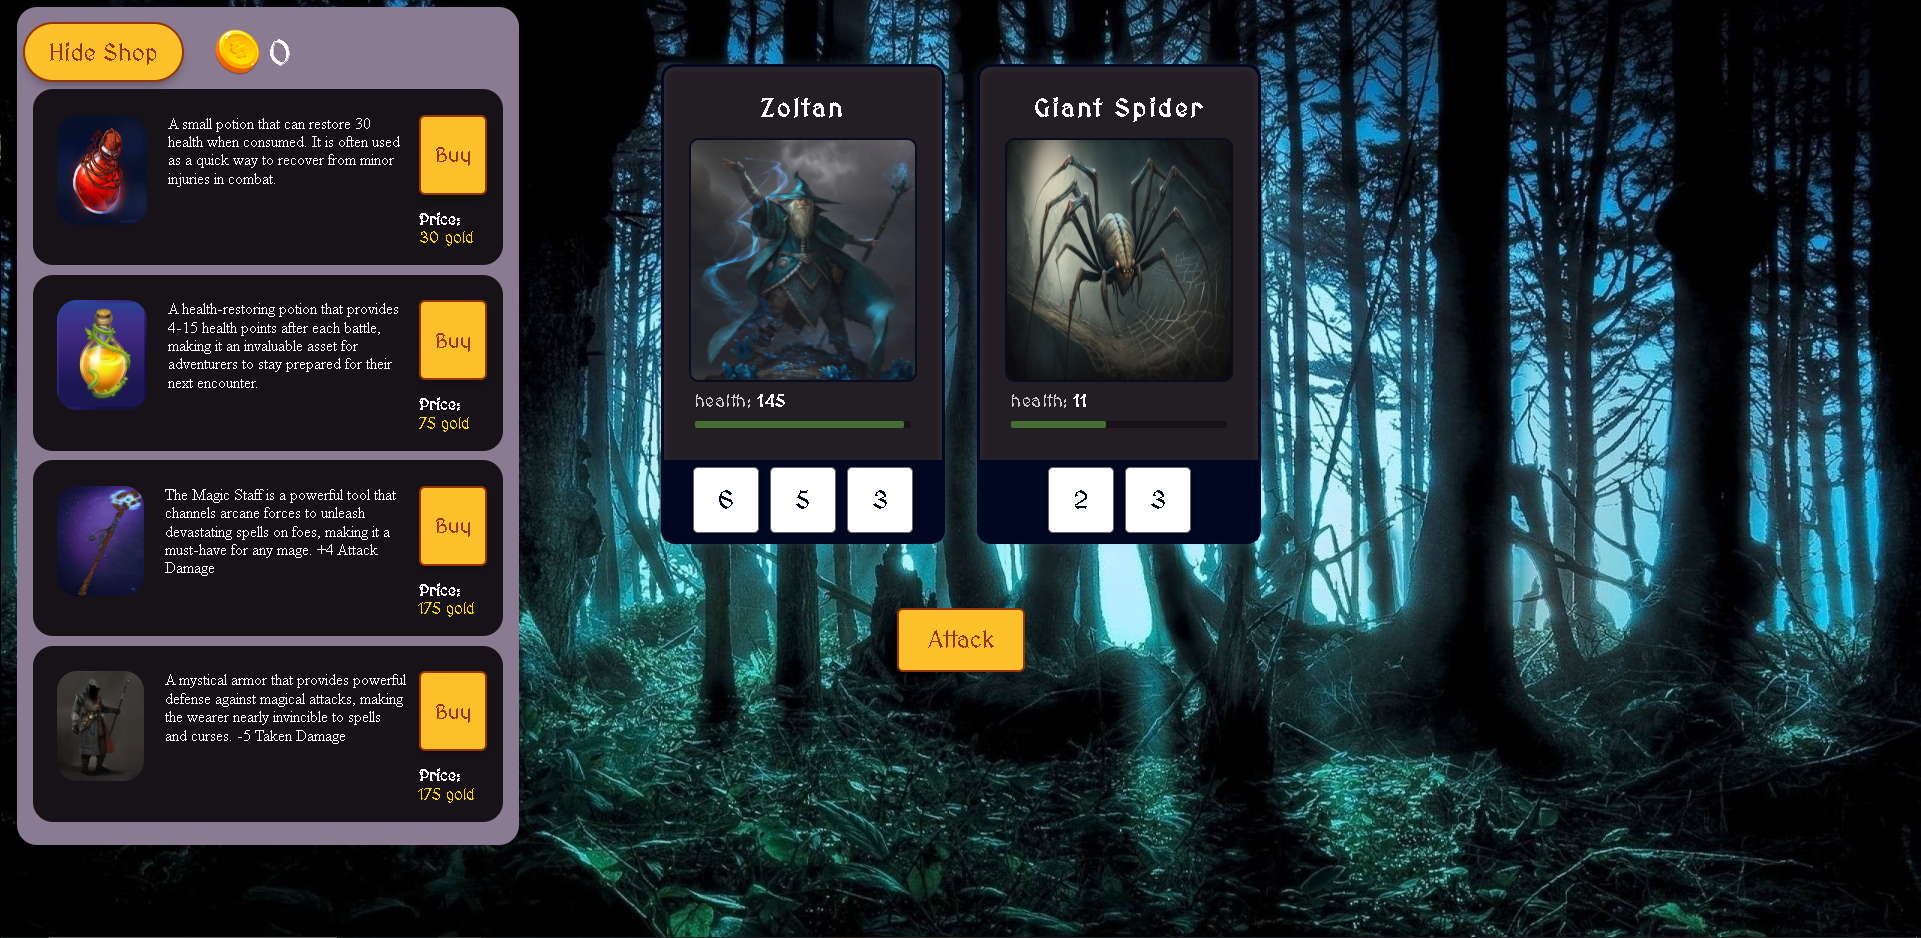 Hide Shop
0
A small potion that can restore 30
health when consumed. It is often used
as a quick way to recover from minor
injuries in combat.
Buy
Price:
30 gold
A health-restoring potion that provides
4-15 health points after each battle,
making it an invaluable asset for
adventurers to stay prepared for their
next encounter.
Buy
Price:
75 gold
The Magic Staff is a powerful tool that
channels arcane forces to unleash
devastating spells on foes, making it a
must-have for any mage. +4 Attack
Damage
Buy
Price:
175 gold
A mystical armor that provides powerful
defense against magical attacks, making
the wearer nearly invincible to spells
and curses. -5 Taken Damage
Buy
Price:
175 gold
Zoltan
health: 145
6 5 3
Giant Spider
health: 11
2 3
Attack